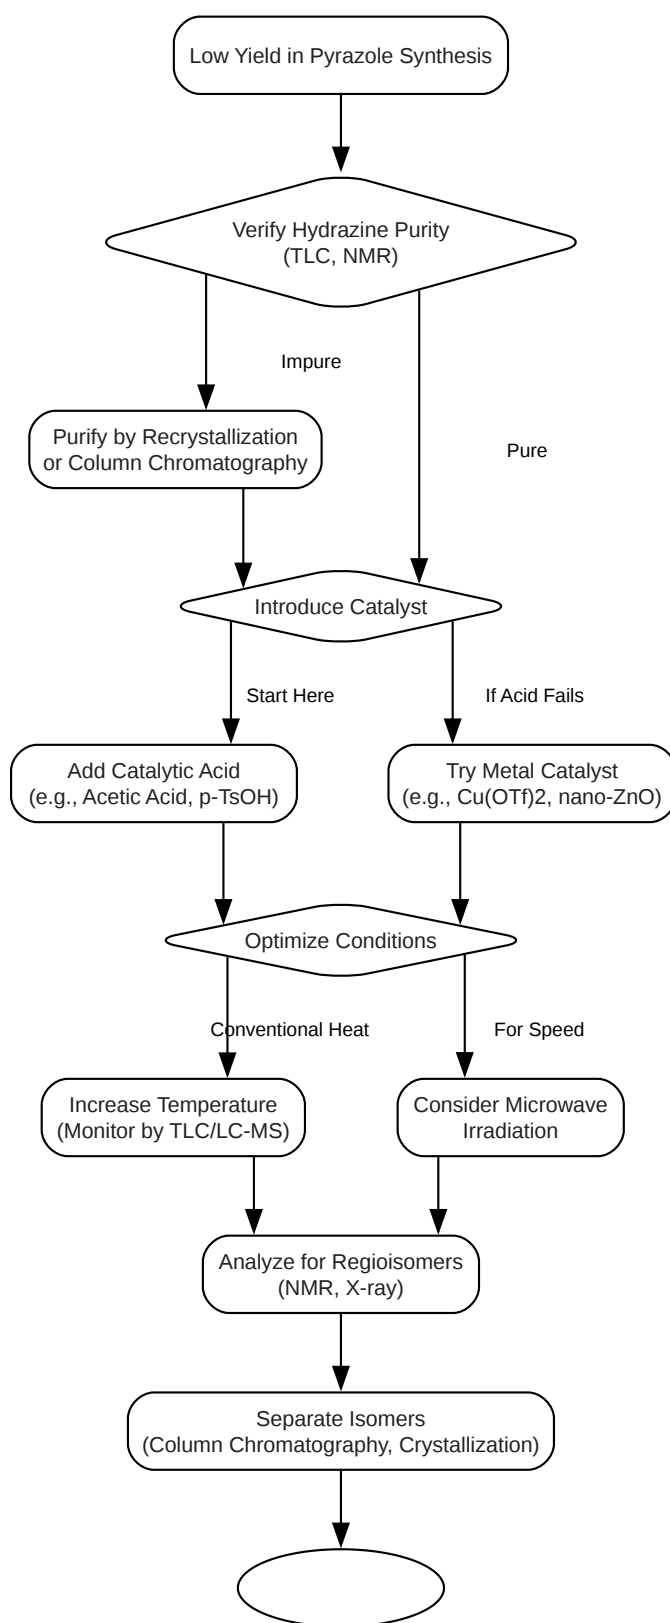 Low Yield in Pyrazole Synthesis
Verify Hydrazine Purity
(TLC, NMR)
Impure
Purify by Recrystallization
or Column Chromatography
Pure
Introduce Catalyst
Start Here
If Acid Fails
Add Catalytic Acid
(e.g., Acetic Acid, p-TsOH)
Try Metal Catalyst
(e.g., Cu(OTf)2, nano-ZnO)
Optimize Conditions
Conventional Heat
For Speed
Increase Temperature
(Monitor by TLC/LC-MS)
Consider Microwave
Irradiation
Analyze for Regioisomers
(NMR, X-ray)
Separate Isomers
(Column Chromatography, Crystallization)